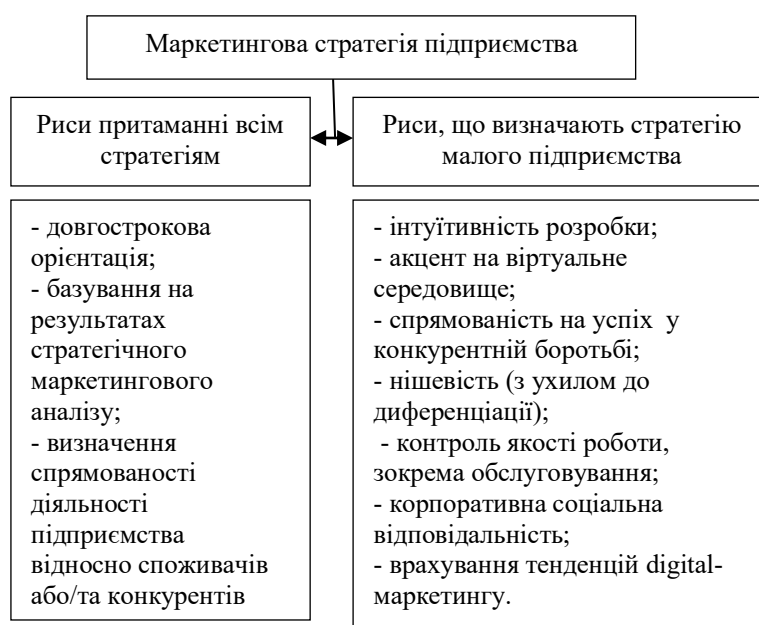 Маркетингова стратегія підприємства
Риси притаманні всім
стратегіям
Риси, що визначають стратегію
малого підприємства
- довгострокова
орієнтація;
- базування на
результатах
стратегічного
маркетингового
аналізу;
- визначення
спрямованості
діяльності
підприємства
відносно споживачів
або/та конкурентів
- інтуїтивність розробки;
- акцент на віртуальне
середовище;
- спрямованість на успіх у
конкурентній боротьбі;
- нішевість (з ухилом до
диференціації);
- контроль якості роботи,
зокрема обслуговування;
- корпоративна соціальна
відповідальність;
- врахування тенденцій digital-
маркетингу.